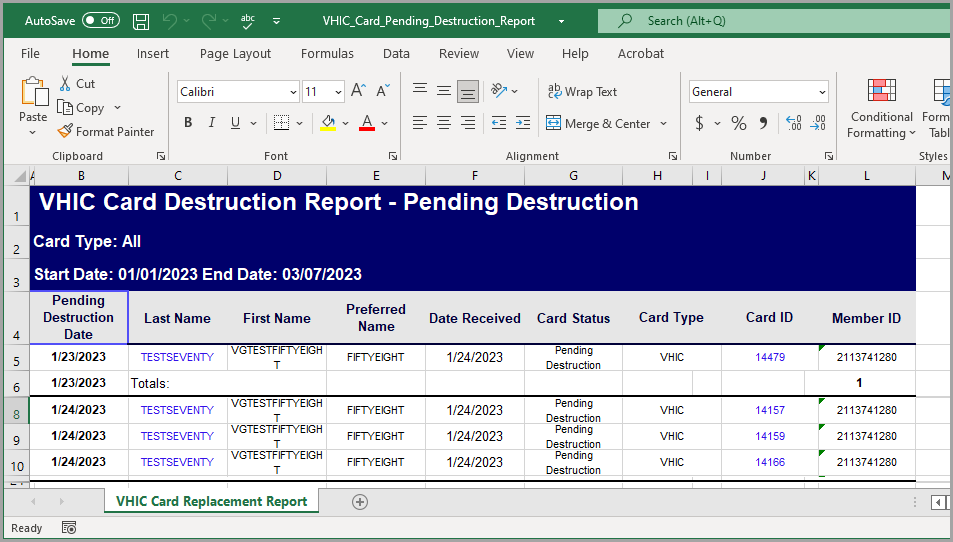 AutoSave Off abc VHIC_Card_Pending_Destruction_Report Search (Alt+Q)
File Home Insert Page Layout Formulas Data Review View Help Acrobat
Paste
Cut
Copy
Format Painter
Clipboard
Calibri 11 A A
B I U A
Font
ab Wrap Text
Merge & Center
Alignment
General
$ % 9 .00 .00
Number
Conditional
Formatting
Form
Tabl
Styles
A B C D E F G H I J K L M
1 VHIC Card Destruction Report - Pending Destruction
2 Card Type: All
3 Start Date: 01/01/2023 End Date: 03/07/2023
4 Pending Destruction Date Last Name First Name Preferred Name Date Received Card Status Card Type Card ID Member ID
5 1/23/2023 TESTSEVENTY VGTESTFIFTYEIGHT FIFTYEIGHT 1/24/2023 Pending Destruction VHIC 14479 2113741280
6 1/23/2023 Totals: 1
8 1/24/2023 TESTSEVENTY VGTESTFIFTYEIGHT FIFTYEIGHT 1/24/2023 Pending Destruction VHIC 14157 2113741280
9 1/24/2023 TESTSEVENTY VGTESTFIFTYEIGHT FIFTYEIGHT 1/24/2023 Pending Destruction VHIC 14159 2113741280
10 1/24/2023 TESTSEVENTY VGTESTFIFTYEIGHT FIFTYEIGHT 1/24/2023 Pending Destruction VHIC 14166 2113741280
VHIC Card Replacement Report
Ready